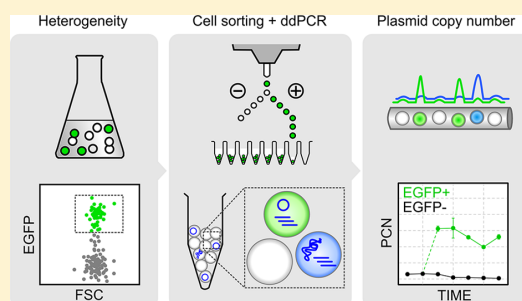 Heterogeneity
Cell sorting + ddPCR
Plasmid copy number
−
+
EGFP
FSC
EGFP+
EGFP-
PCN
TIME